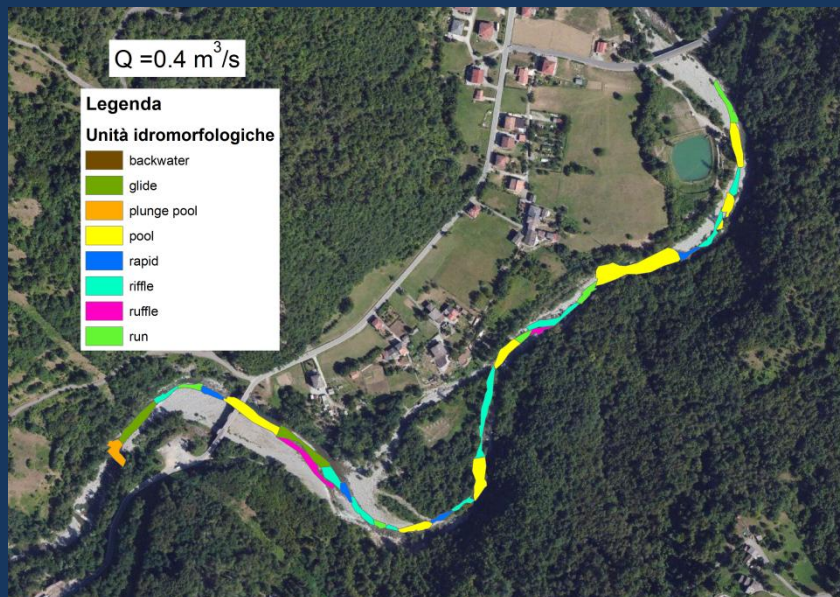 Q =0.4 m³/s
Legenda
Unità idromorfologiche
backwater
glide
plunge pool
pool
rapid
riffle
ruffle
run